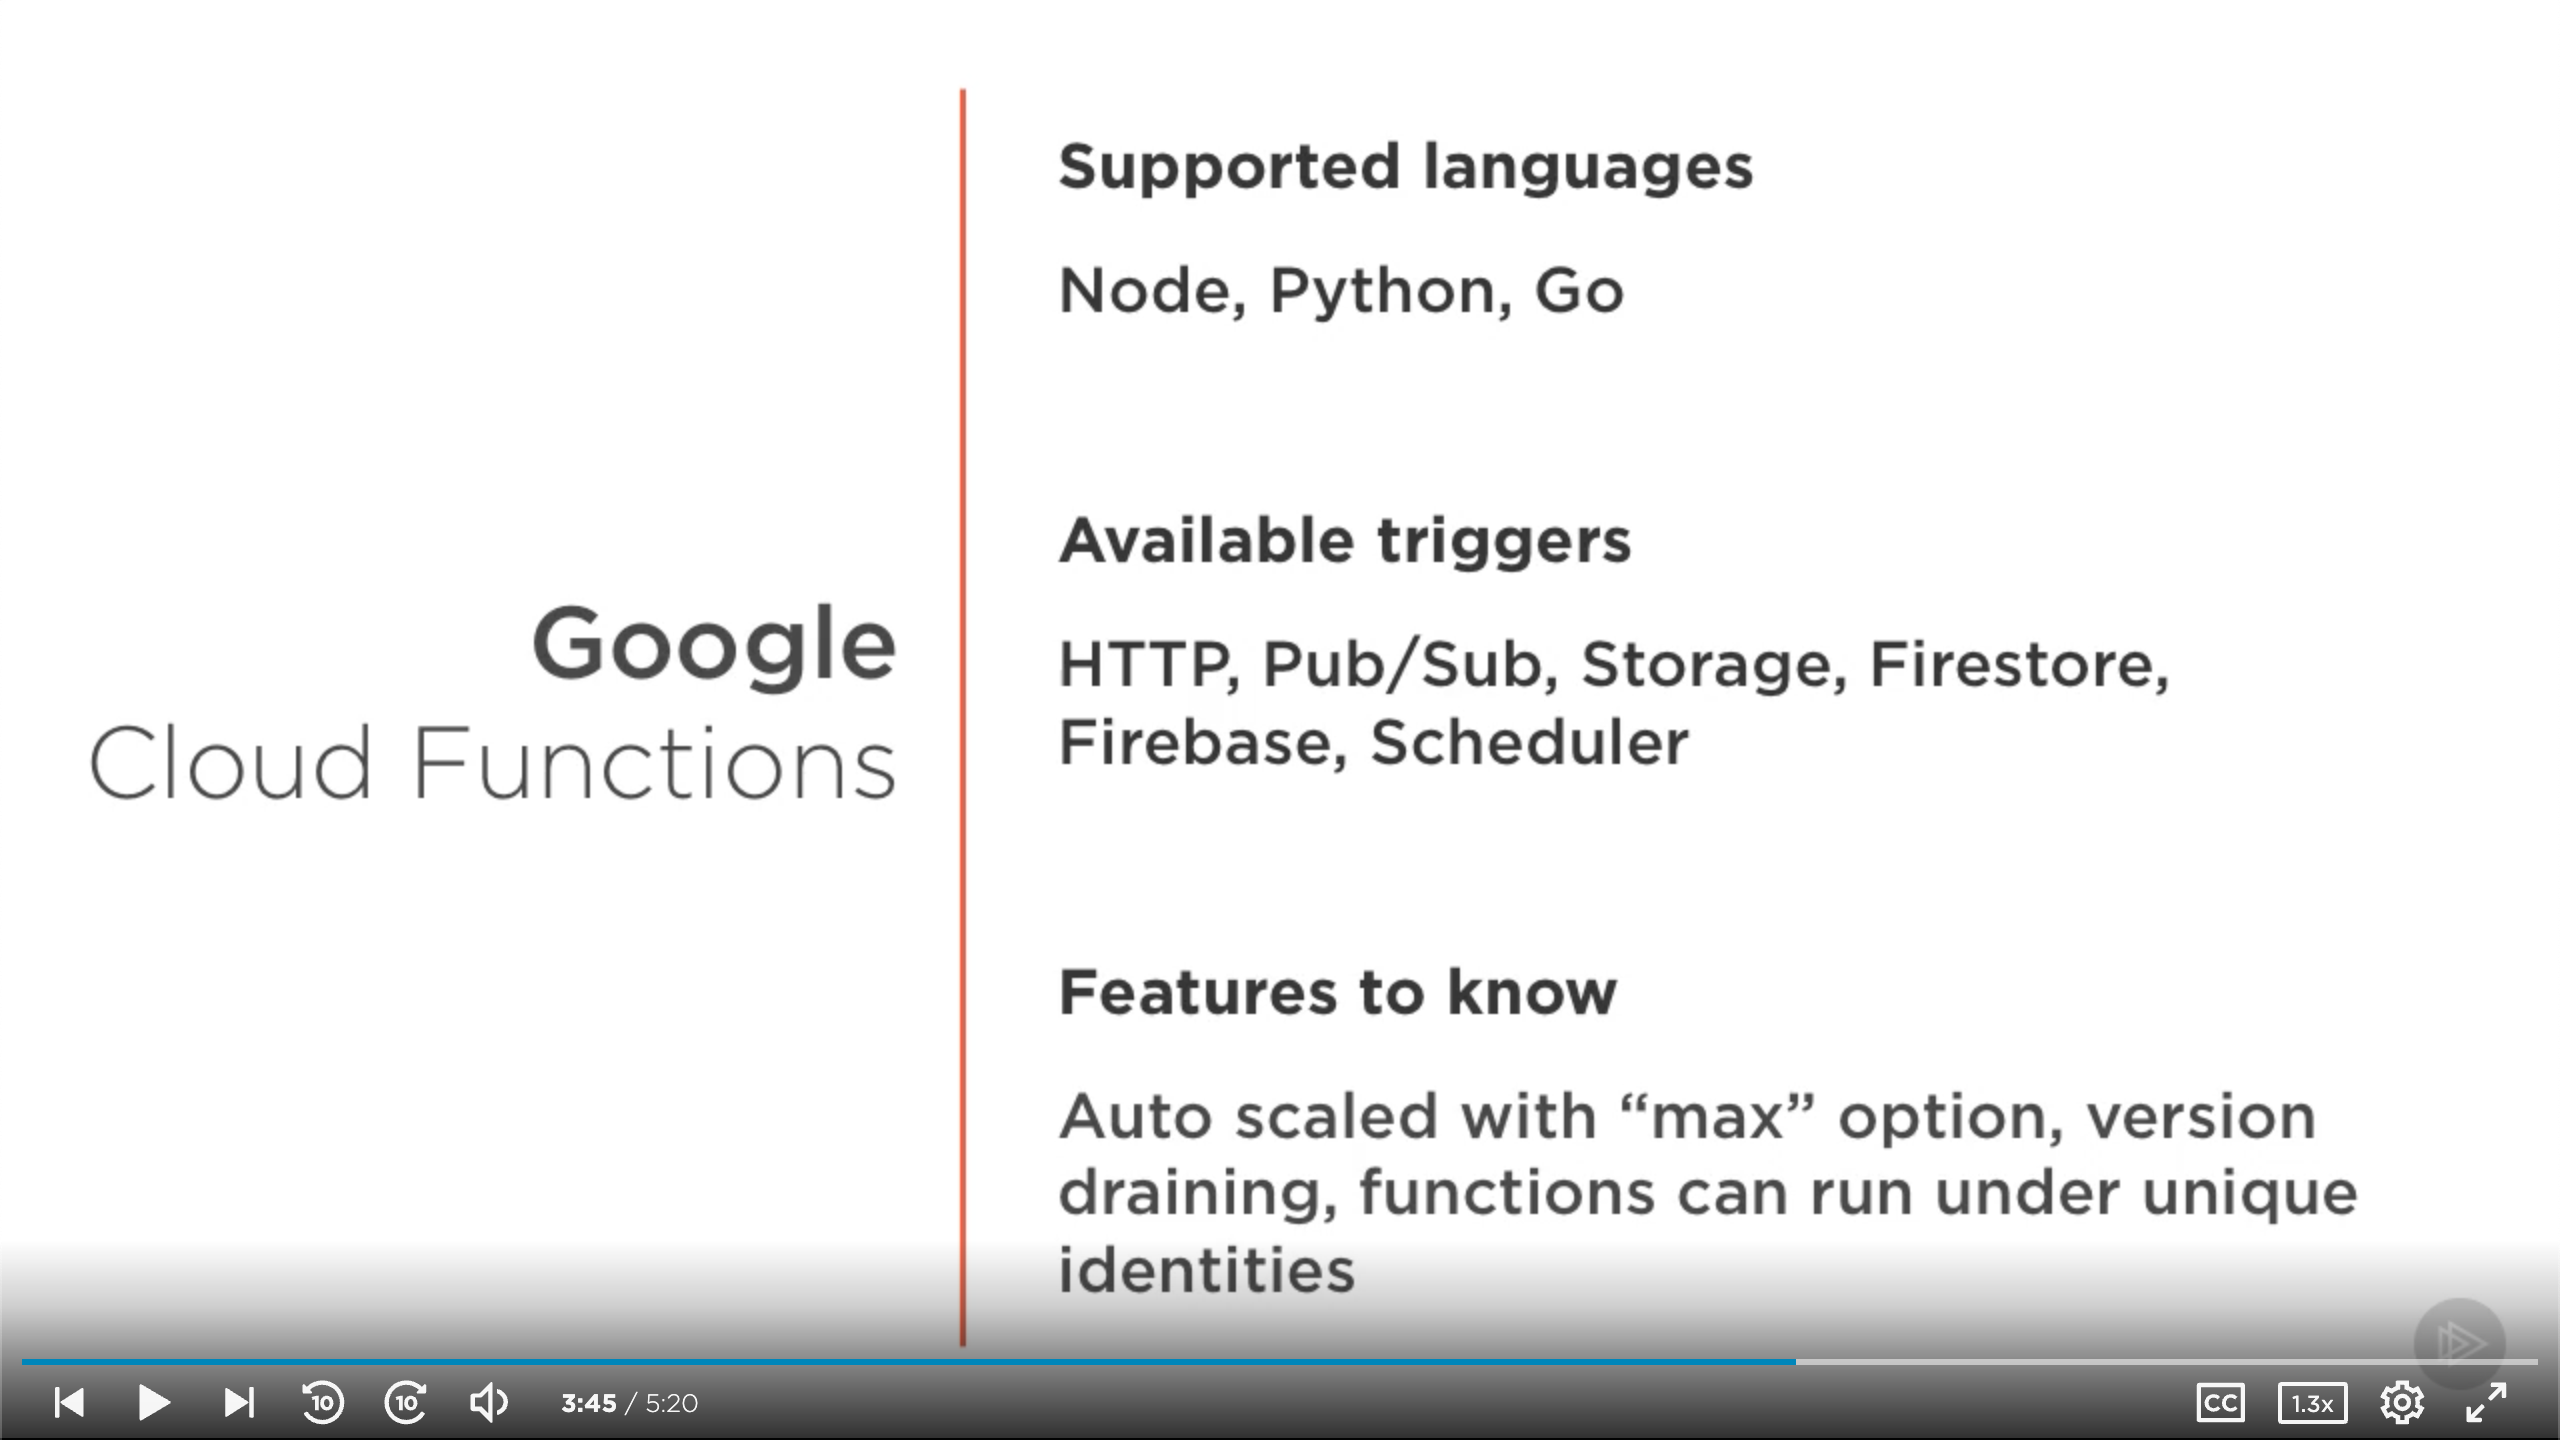 Google
Cloud Functions
Supported languages
Node, Python, Go
Available triggers
HTTP, Pub/Sub, Storage, Firestore,
Firebase, Scheduler
Features to know
Auto scaled with “max” option, version
draining, functions can run under unique
identities
10
10
3:45 / 5:20
CC
1.3x